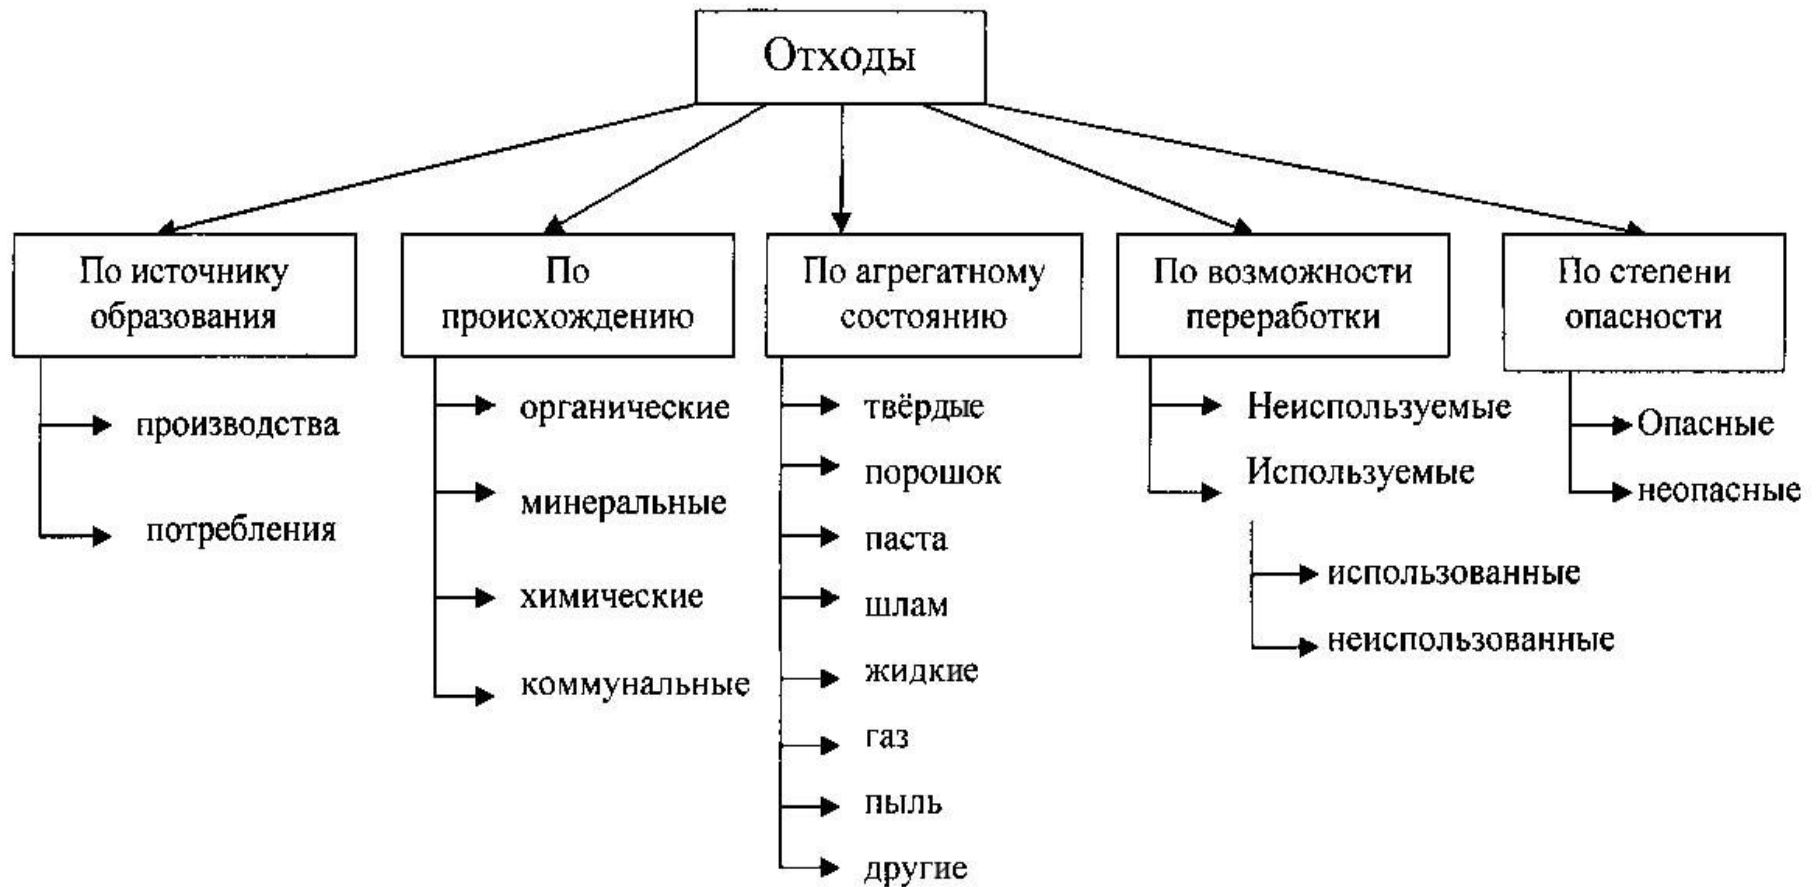 Отходы
По источнику
образования
производства
потребления
По
происхождению
органические
минеральные
химические
коммунальные
По агрегатному
состоянию
твёрдые
порошок
паста
шлам
жидкие
газ
пыль
другие
По возможности
переработки
Неиспользуемые
Используемые
использованные
неиспользованные
По степени
опасности
Опасные
неопасные